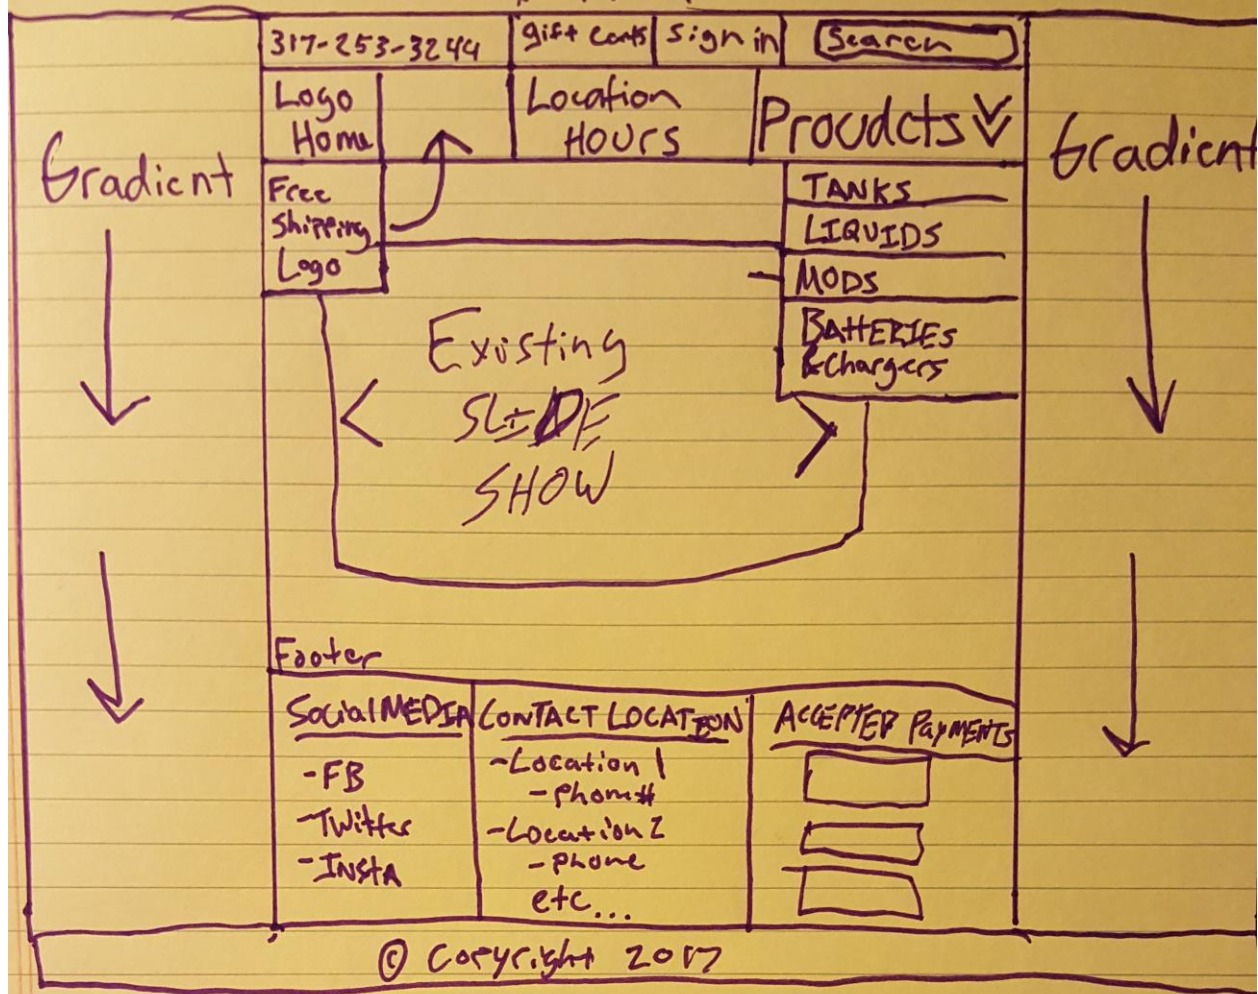 317-253-3244
gift cards
Sign in
Search
Logo
Home
Location
HOURS
Proudcts
Gradient
Gradient
Free
Shipping
Logo
TANKS
LIQUIDS
MODS
BATTERIES
& Chargers
Existing
SLIDE
SHOW
Footer
Social MEDIA
CONTACT LOCATION
ACCEPTED PayMENTS
-FB
-Twitter
-INSTA
-Location 1
-phone#
-Location 2
-phone
etc...
© Copyright 2017